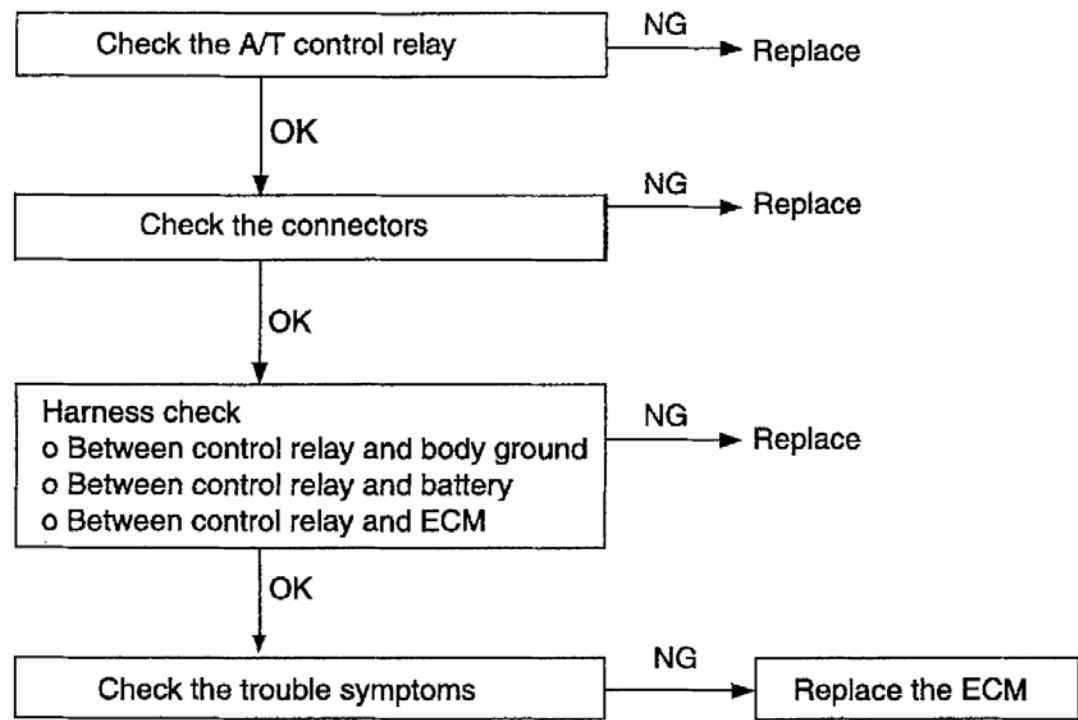 Check the A/T control relay
NG
Replace
OK
Check the connectors
NG
Replace
OK
Harness check
o Between control relay and body ground
o Between control relay and battery
o Between control relay and ECM
NG
Replace
OK
Check the trouble symptoms
NG
Replace the ECM